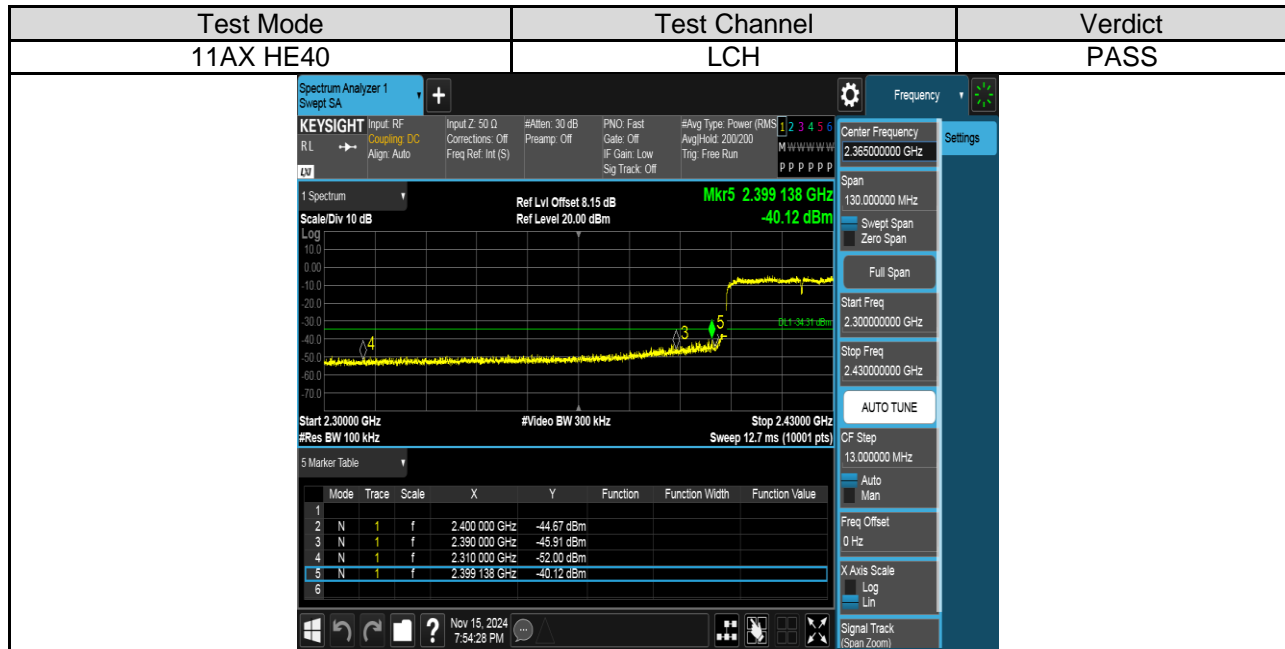 Test Mode Test Channel Verdict
11AX HE40 LCH PASS
Spectrum Analyzer 1
Swept SA
+
Frequency
KEYSIGHT
RL
LXI
Input: RF
Coupling: DC
Align: Auto
Input Z: 50 Ω
Corrections: Off
Freq Ref: Int (S)
#Atten: 30 dB
Preamp: Off
PNO: Fast
Gate: Off
IF Gain: Low
Sig Track: Off
#Avg Type: Power (RMS
Avg|Hold: 200/200
Trig: Free Run
1 2 3 4 5 6
M W W W W W
P P P P P P
1 Spectrum
Scale/Div 10 dB
Ref Lvl Offset 8.15 dB
Ref Level 20.00 dBm
Mkr5 2.399 138 GHz
-40.12 dBm
Log
10.0
0.00
-10.0
-20.0
-30.0
-40.0
-50.0
-60.0
-70.0
4
3
5
DL1 -34.31 dBm
Start 2.30000 GHz #Video BW 300 kHz Stop 2.43000 GHz
#Res BW 100 kHz Sweep 12.7 ms (10001 pts)
5 Marker Table
Mode Trace Scale X Y Function Function Width Function Value
1
2 N 1 f 2.400 000 GHz -44.67 dBm
3 N 1 f 2.390 000 GHz -45.91 dBm
4 N 1 f 2.310 000 GHz -52.00 dBm
5 N 1 f 2.399 138 GHz -40.12 dBm
6
?
Nov 15, 2024
7:54:28 PM
Settings
Center Frequency
2.365000000 GHz
Span
130.000000 MHz
Swept Span
Zero Span
Full Span
Start Freq
2.300000000 GHz
Stop Freq
2.430000000 GHz
AUTO TUNE
CF Step
13.000000 MHz
Auto
Man
Freq Offset
0 Hz
X Axis Scale
Log
Lin
Signal Track
(Span Zoom)